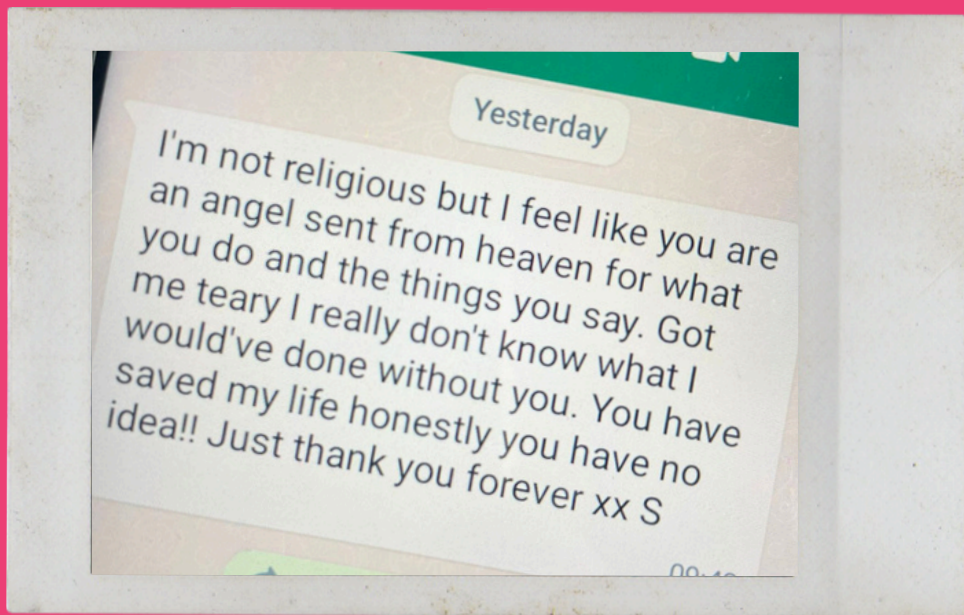 Yesterday
I'm not religious but I feel like you are
an angel sent from heaven for what
you do and the things you say. Got
me teary I really don't know what I
would've done without you. You have
saved my life honestly you have no
idea!! Just thank you forever xx S